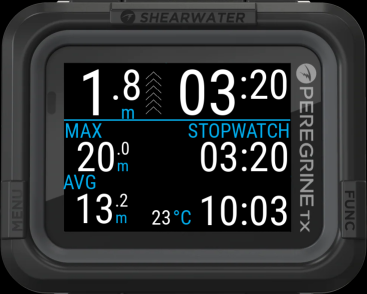 SHEARWATER
1.8 m 03:20
MAX STOPWATCH
20.0 m 03:20
AVG
13.2 m 23°C 10:03
PEREGRINE TX
MENU
FUNC